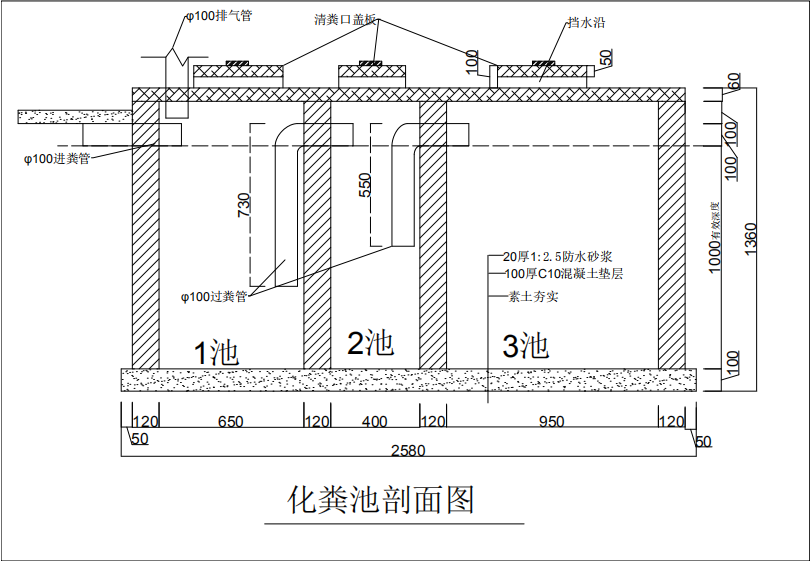 φ100排气管
清粪口盖板
挡水沿
100
50
60
φ100进粪管
100
100
730
550
1000有效深度
1360
20厚1:2.5防水砂浆
100厚C10混凝土垫层
素土夯实
φ100过粪管
1池
2池
3池
100
120
650
120
400
120
950
120
50
50
2580
化粪池剖面图